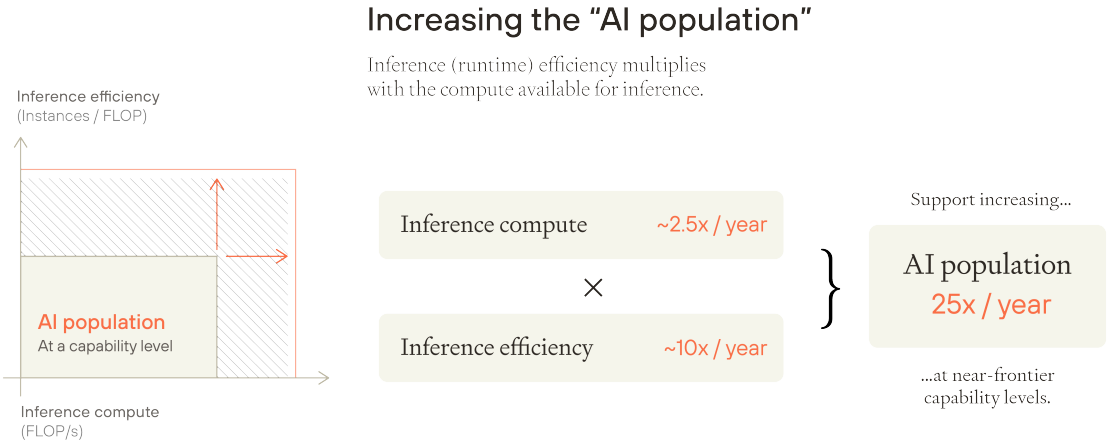 Increasing the “AI population”
Inference (runtime) efficiency multiplies
with the compute available for inference.
Inference efficiency
(Instances / FLOP)
AI population
At a capability level
Inference compute
(FLOP/s)
Inference compute ~2.5x / year
×
Inference efficiency ~10x / year
}
Support increasing...
AI population
25x / year
...at near-frontier
capability levels.